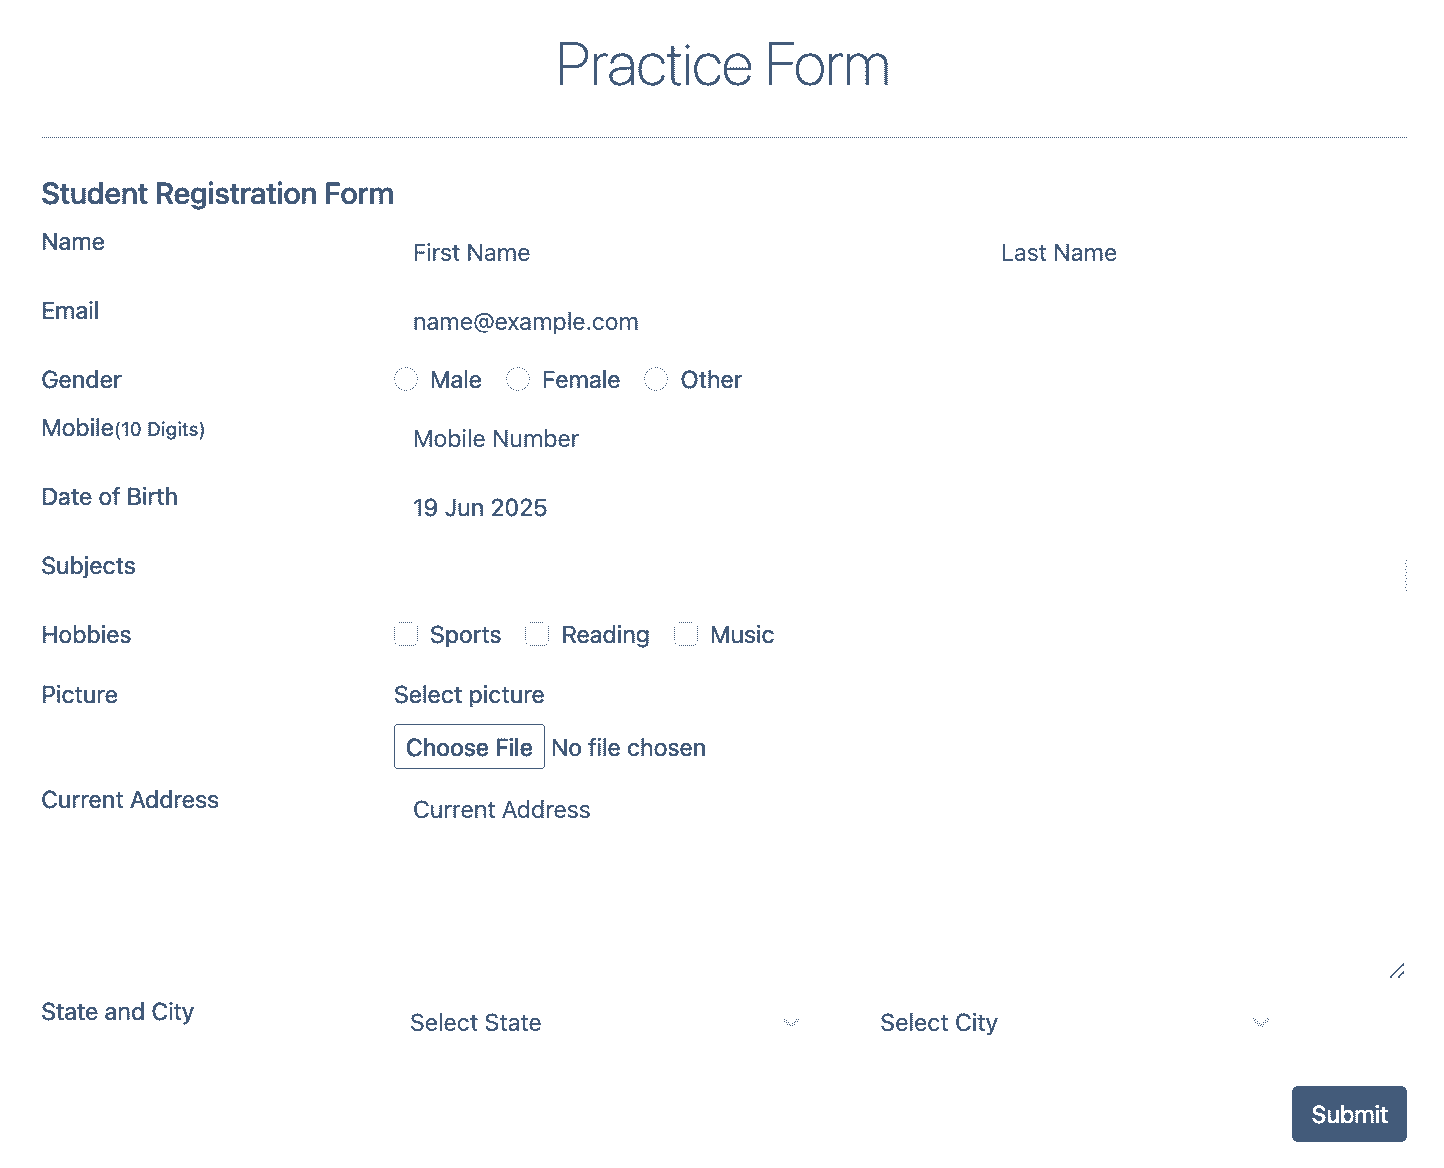 Practice Form
Student Registration Form
Name First Name Last Name
Email name@example.com
Gender Male Female Other
Mobile(10 Digits) Mobile Number
Date of Birth 19 Jun 2025
Subjects
Hobbies Sports Reading Music
Picture Select picture
Choose File No file chosen
Current Address Current Address
State and City Select State Select City
Submit